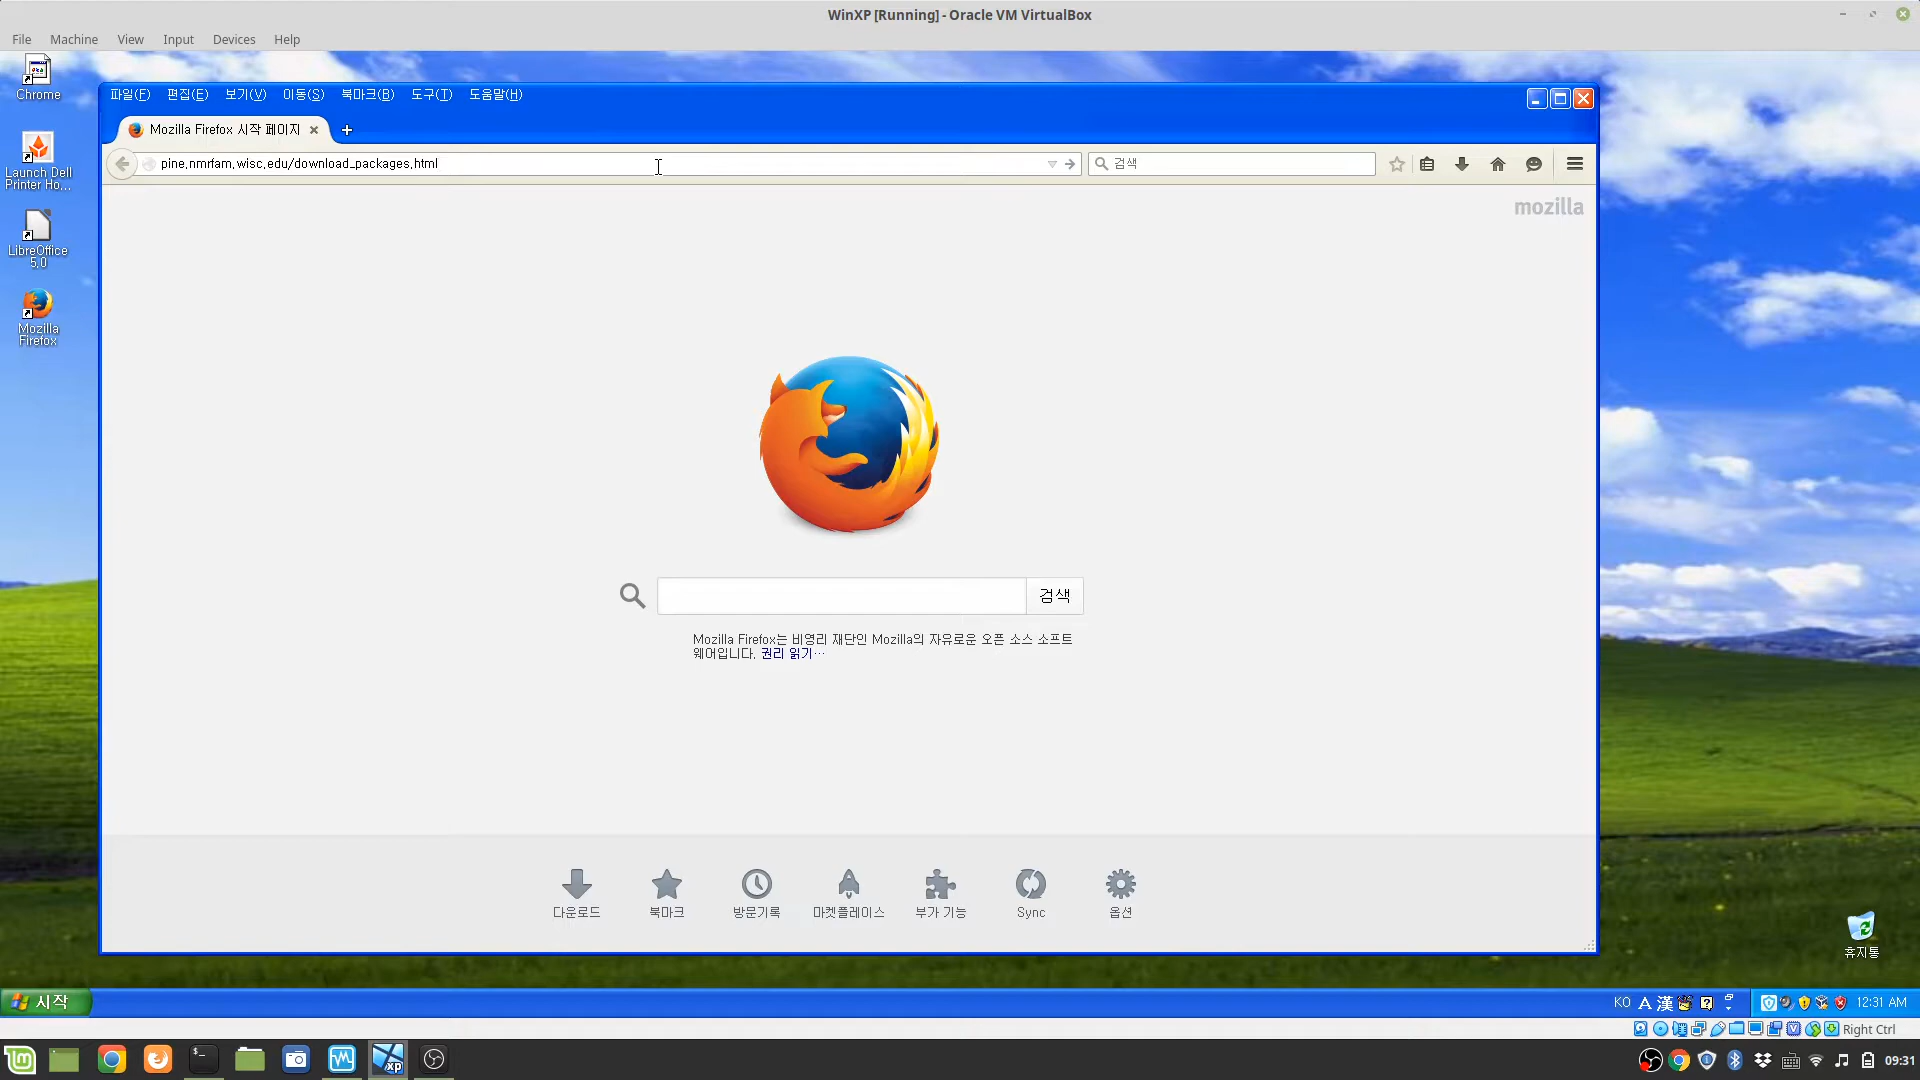 WinXP [Running] - Oracle VM VirtualBox
File Machine View Input Devices Help
Chrome
Launch Dell
Printer Ho...
LibreOffice
5.0
Mozilla
Firefox
파일(F) 편집(E) 보기(V) 이동(S) 북마크(B) 도구(T) 도움말(H)
Mozilla Firefox 시작 페이지
pine.nmrfam.wisc.edu/download_packages.html
검색
mozilla
검색
Mozilla Firefox는 비영리 재단인 Mozilla의 자유로운 오픈 소스 소프트
웨어입니다. 권리 읽기…
다운로드 북마크 방문기록 마켓플레이스 부가 기능 Sync 옵션
휴지통
시작
KO A 漢 12:31 AM
Right Ctrl
xp
09:31